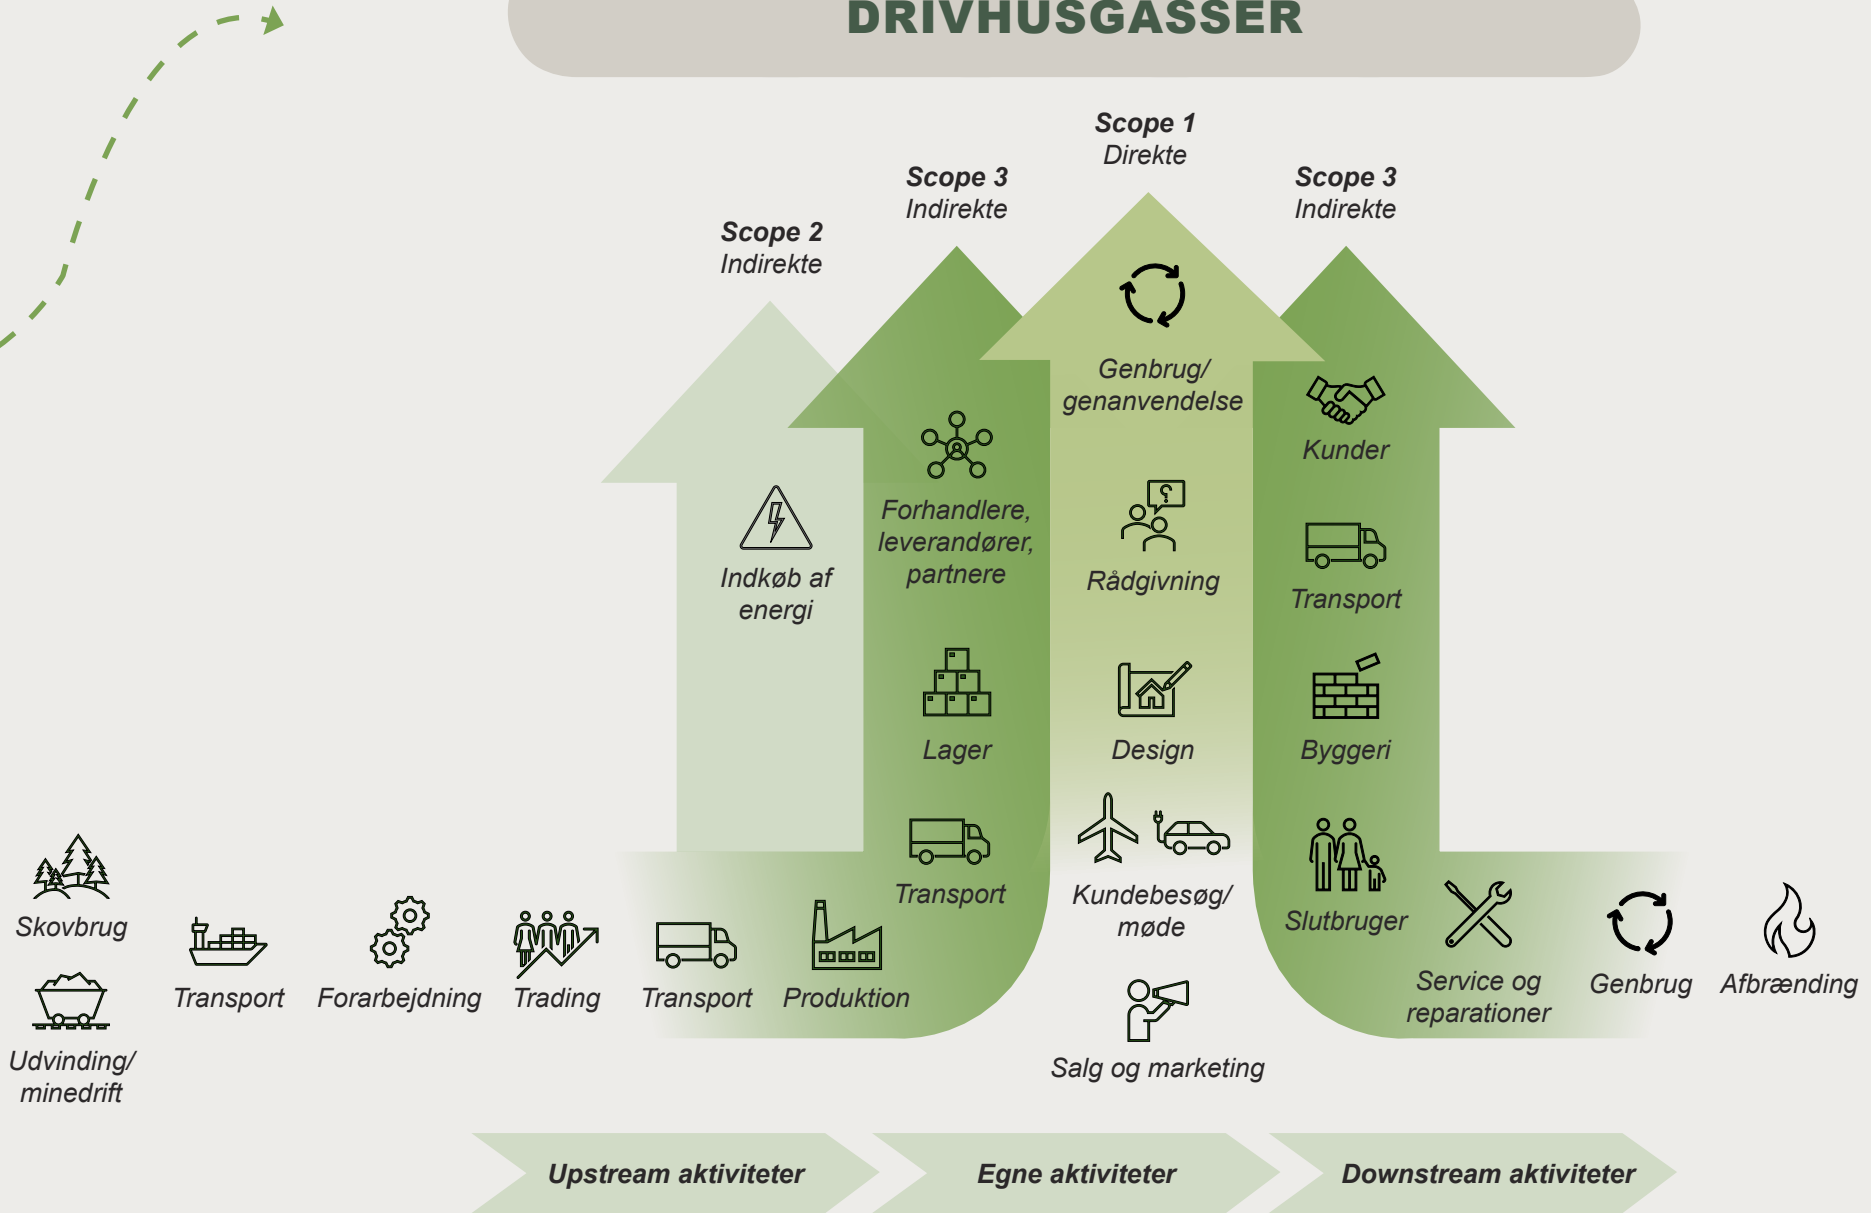 DRIVHUSGASSER
Scope 2
Indirekte
Scope 3
Indirekte
Scope 1
Direkte
Scope 3
Indirekte
Indkøb af
energi
Forhandlere,
leverandører,
partnere
Lager
Transport
Genbrug/
genanvendelse
Rådgivning
Design
Kundebesøg/
møde
Salg og marketing
Kunder
Transport
Byggeri
Slutbruger
Skovbrug
Udvinding/
minedrift
Transport
Forarbejdning
Trading
Transport
Produktion
Service og
reparationer
Genbrug
Afbrænding
Upstream aktiviteter
Egne aktiviteter
Downstream aktiviteter